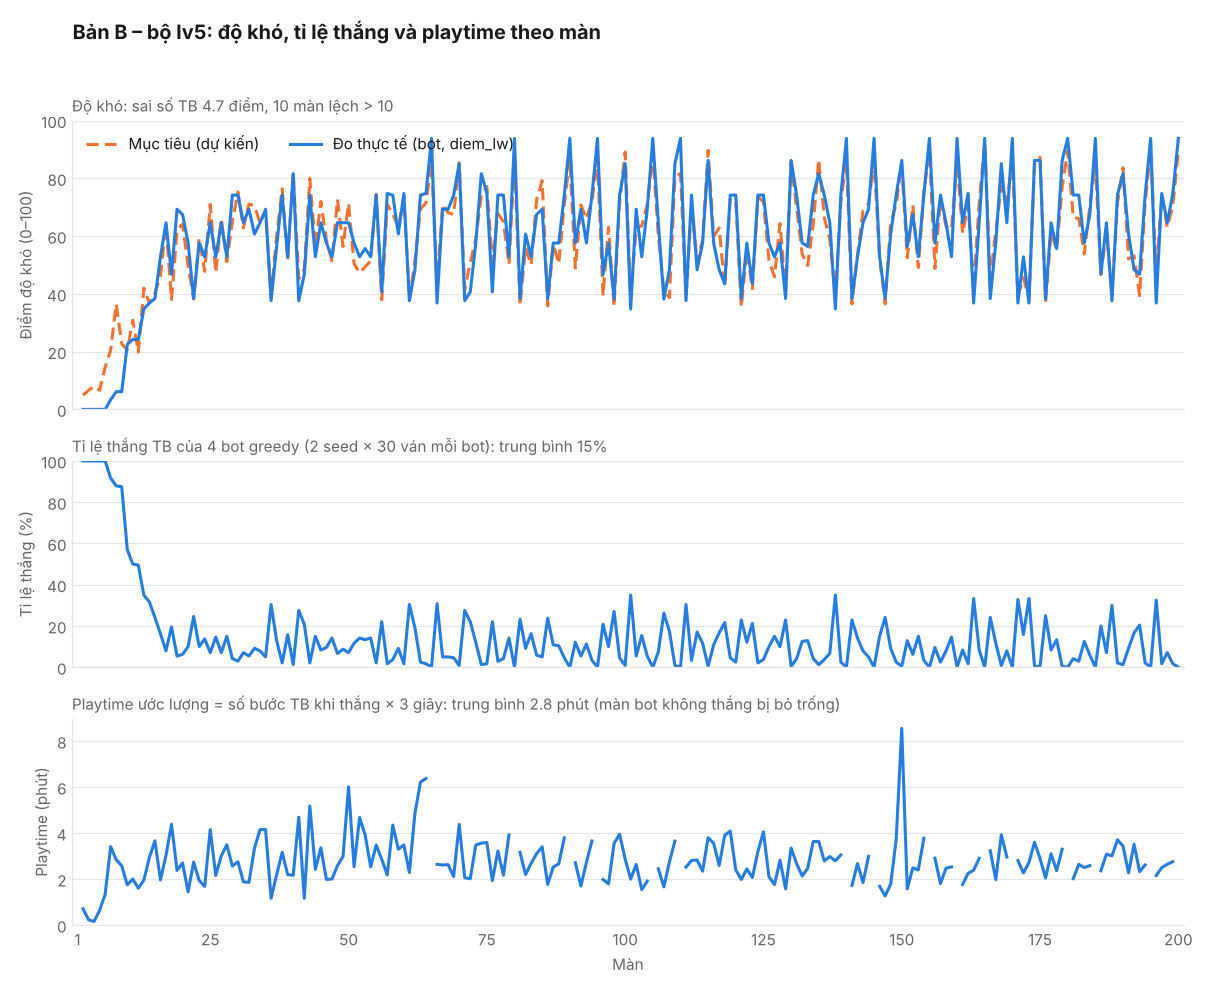 Bản B – bộ lv5: độ khó, tỉ lệ thắng và playtime theo màn
Độ khó: sai số TB 4.7 điểm, 10 màn lệch > 10
Mục tiêu (dự kiến)
Đo thực tế (bot, diem_lw)
Điểm độ khó (0–100)
100
80
60
40
20
0
Tỉ lệ thắng TB của 4 bot greedy (2 seed × 30 ván mỗi bot): trung bình 15%
Tỉ lệ thắng (%)
100
80
60
40
20
0
Playtime ước lượng = số bước TB khi thắng × 3 giây: trung bình 2.8 phút (màn bot không thắng bị bỏ trống)
Playtime (phút)
8
6
4
2
0
1 25 50 75 100 125 150 175 200
Màn